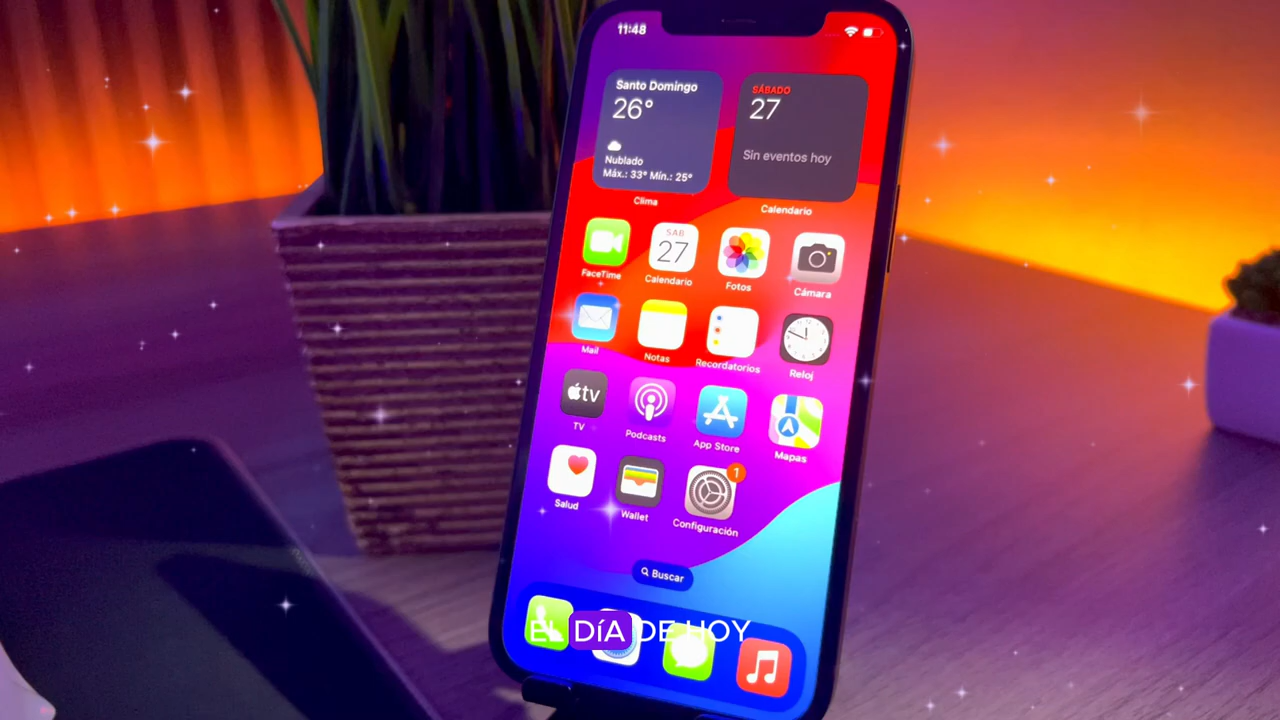 11:48
Santo Domingo
26°
Nublado
Máx.: 33° Mín.: 25°
Clima
SÁBADO
27
Sin eventos hoy
Calendario
FaceTime
SÁB
27
Calendario
Fotos
Cámara
Mail
Notas
Recordatorios
Reloj
tv
TV
Podcasts
App Store
Mapas
Salud
Wallet
1
Configuración
Buscar
EL DÍA DE HOY